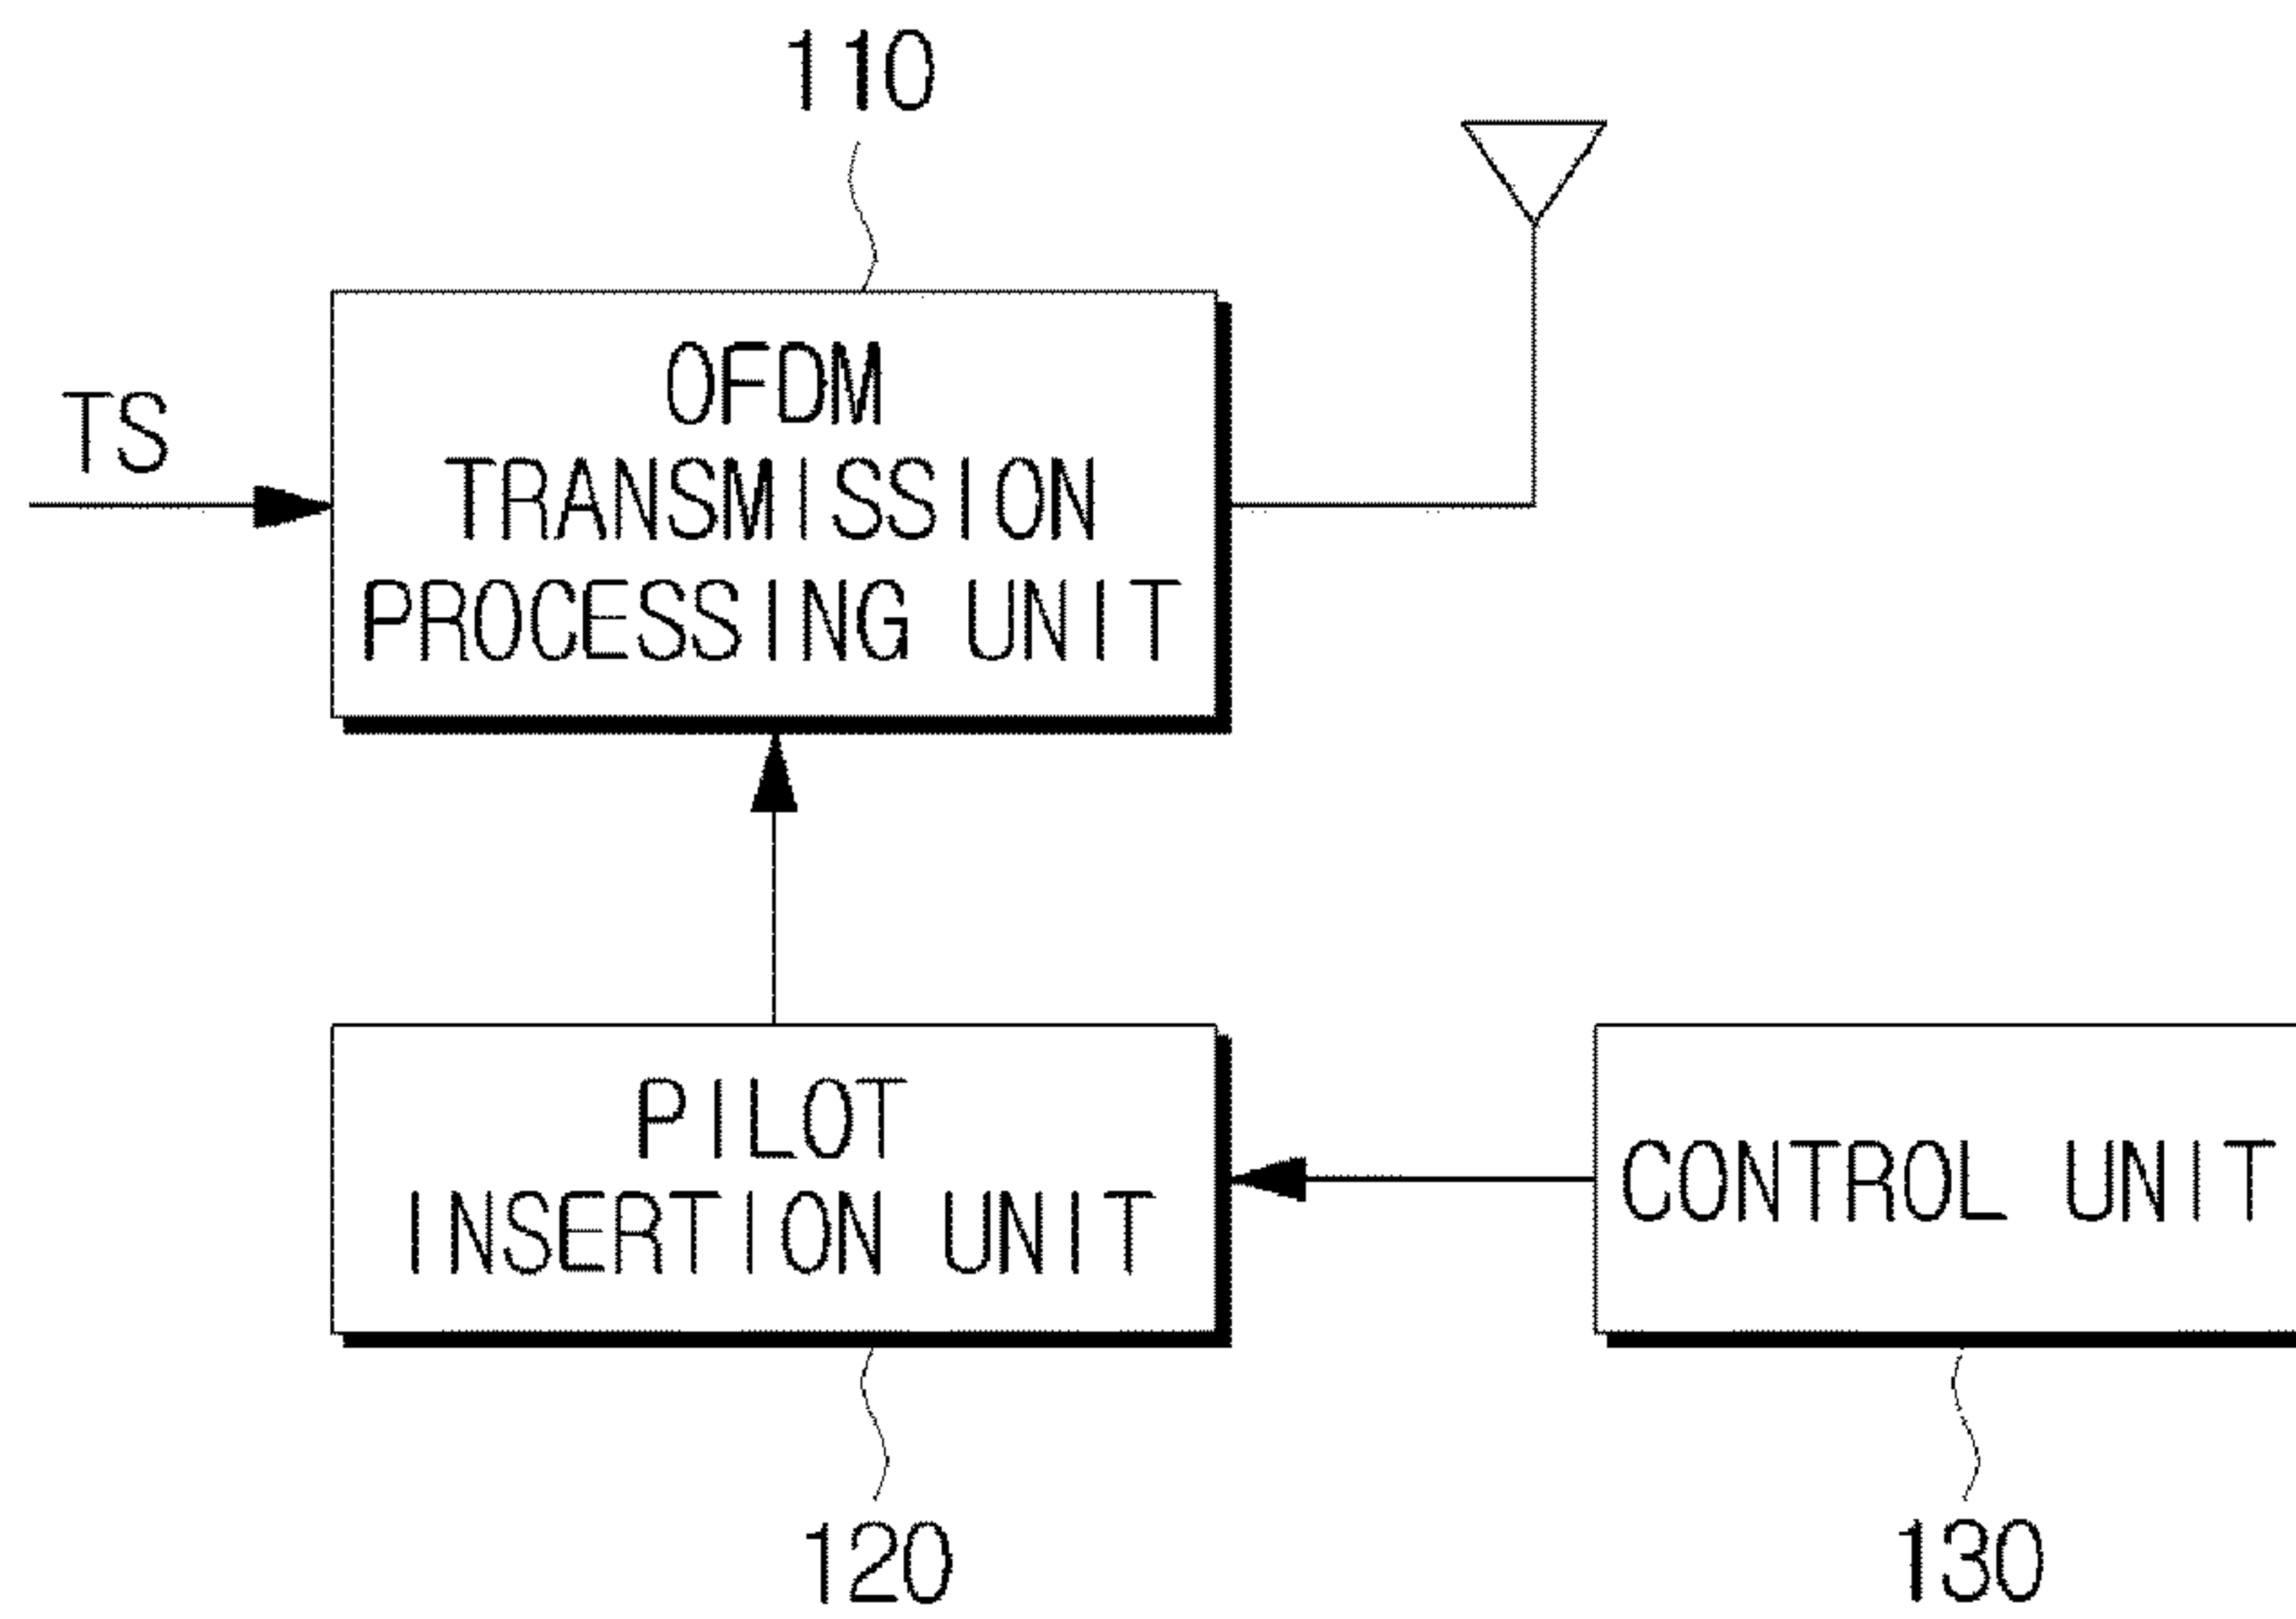 110
TS
OFDM
TRANSMISSION
PROCESSING UNIT
PILOT
INSERTION UNIT
CONTROL UNIT
120
130